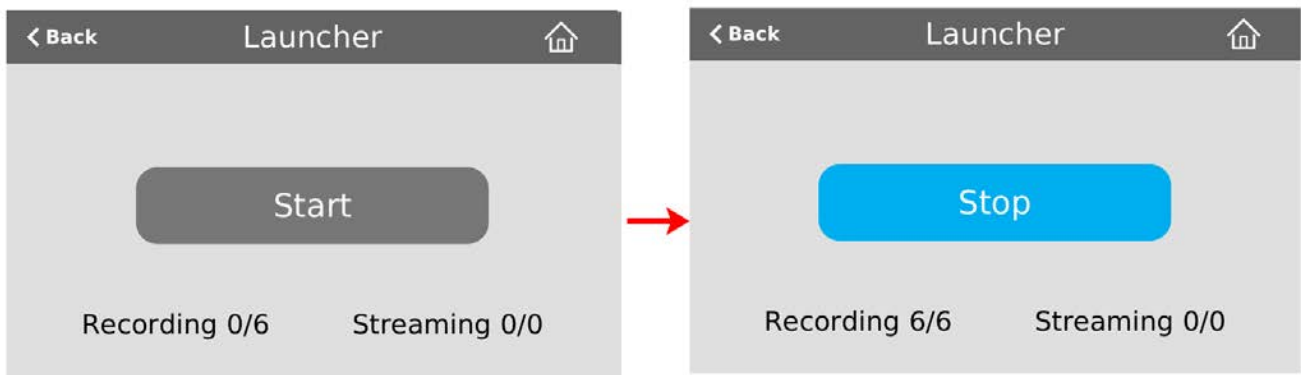 Back Launcher
Start
Recording 0/6 Streaming 0/0
Back Launcher
Stop
Recording 6/6 Streaming 0/0